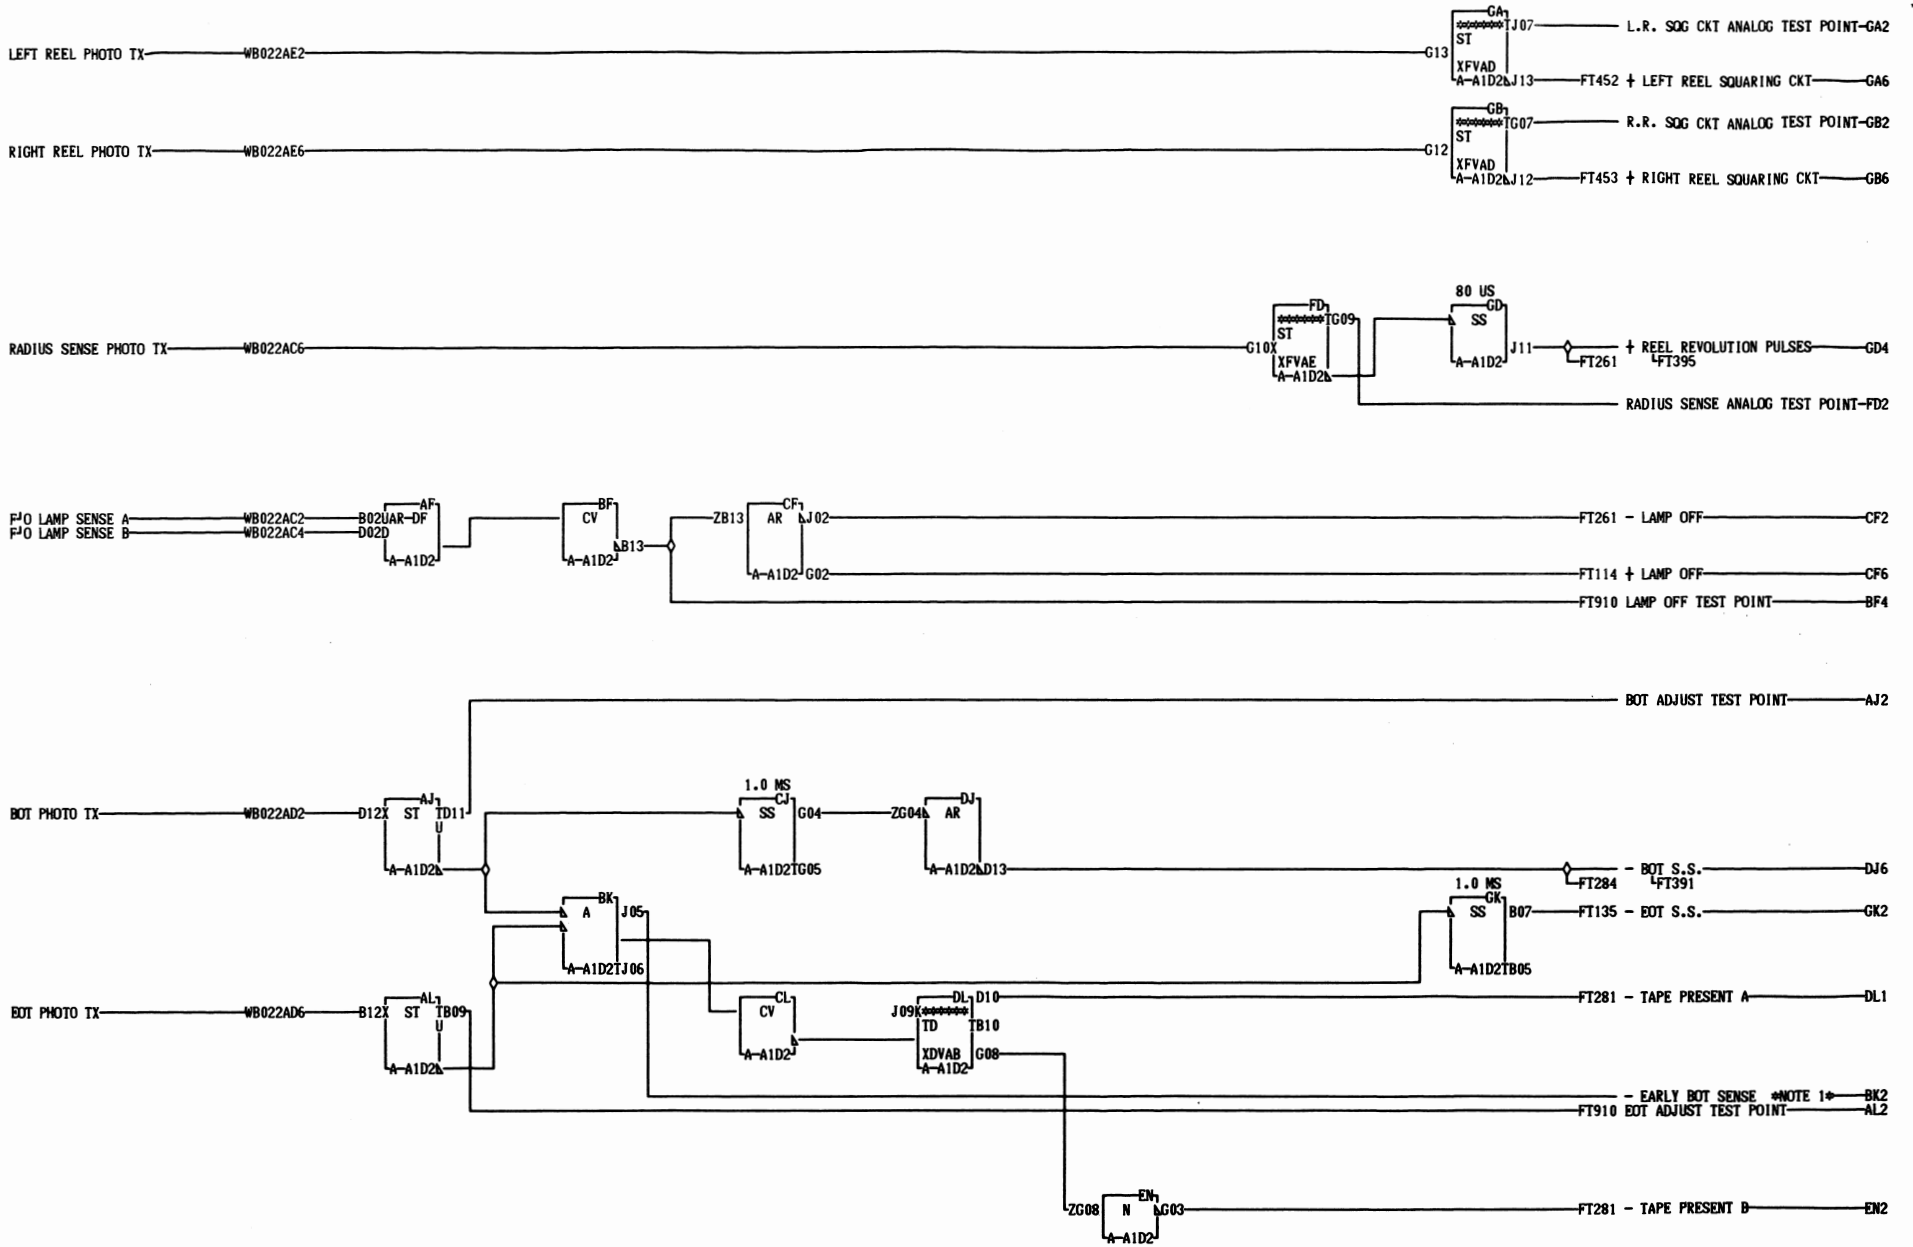 GA
******TJ07 L.R. SQG CKT ANALOG TEST POINT-GA2
ST
LEFT REEL PHOTO TX WB022AE2 G13
XFVAD
A-A1D2 J13 FT452 + LEFT REEL SQUARING CKT GA6
GB
******TG07 R.R. SQG CKT ANALOG TEST POINT-GB2
ST
RIGHT REEL PHOTO TX WB022AE6 G12
XFVAD
A-A1D2 J12 FT453 + RIGHT REEL SQUARING CKT GB6
80 US
FD GD
******TG09 SS
ST
RADIUS SENSE PHOTO TX WB022AC6 G10X J11 + REEL REVOLUTION PULSES GD4
XFVAE A-A1D2 FT261 FT395
A-A1D2
RADIUS SENSE ANALOG TEST POINT-FD2
AF BF CF
F/O LAMP SENSE A WB022AC2 B02UAR-DF CV ZB13 AR J02 FT261 - LAMP OFF CF2
F/O LAMP SENSE B WB022AC4 D02D
B13
A-A1D2 A-A1D2
A-A1D2 G02 FT114 + LAMP OFF CF6
FT910 LAMP OFF TEST POINT BF4
BOT ADJUST TEST POINT AJ2
1.0 MS
AJ CJ DJ
BOT PHOTO TX WB022AD2 D12X ST TD11 SS G04 ZG04 AR
U
A-A1D2 A-A1D2TG05 A-A1D2 D13 - BOT S.S. DJ6
1.0 MS FT284 FT391
BK GK
A J05 SS B07 FT135 - EOT S.S. GK2
A-A1D2TJ06 A-A1D2TB05
AL CL DL D10 FT281 - TAPE PRESENT A DL1
EOT PHOTO TX WB022AD6 B12X ST TB09 CV J09K******
U TD TB10
A-A1D2 XDVAB G08
A-A1D2 A-A1D2
- EARLY BOT SENSE *NOTE 1* BK2
FT910 EOT ADJUST TEST POINT AL2
EN
ZG08 N G03 FT281 - TAPE PRESENT B EN2
A-A1D2